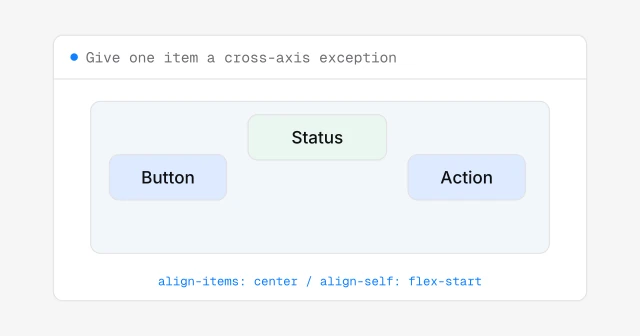 Give one item a cross-axis exception
Status
Button
Action
align-items: center / align-self: flex-start